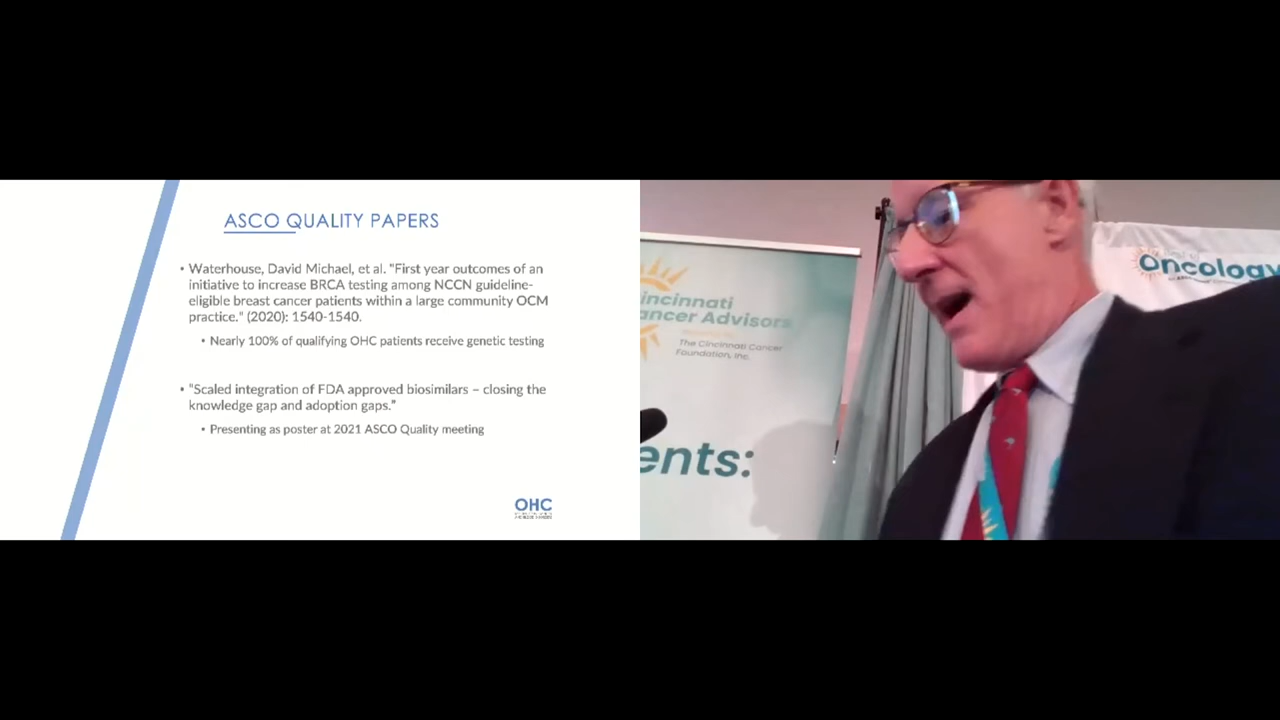 ASCO QUALITY PAPERS
• Waterhouse, David Michael, et al. "First year outcomes of an
initiative to increase BRCA testing among NCCN guideline-
eligible breast cancer patients within a large community OCM
practice." (2020): 1540-1540.
• Nearly 100% of qualifying OHC patients receive genetic testing
• "Scaled integration of FDA approved biosimilars – closing the
knowledge gap and adoption gaps."
• Presenting as poster at 2021 ASCO Quality meeting
OHC
incinnati
ancer Advisors
The Cincinnati Cancer
Foundation, Inc.
ents:
Oncology